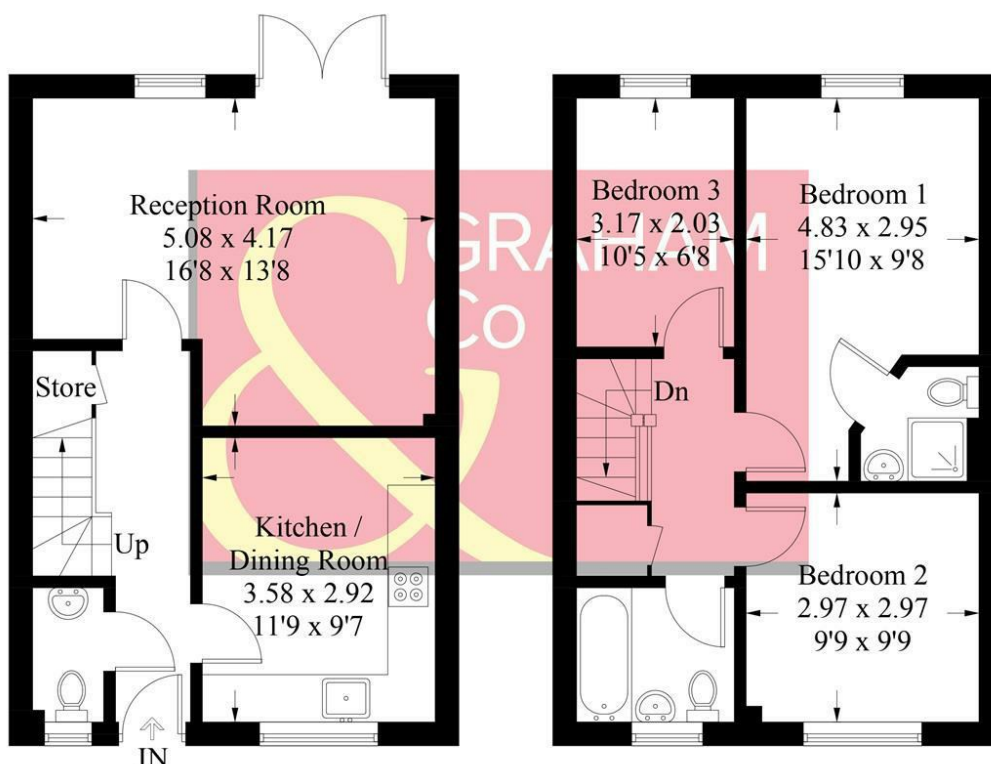 Reception Room
5.08 x 4.17
16'8 x 13'8
Store
Up
Kitchen /
Dining Room
3.58 x 2.92
11'9 x 9'7
IN
Bedroom 3
3.17 x 2.03
10'5 x 6'8
Bedroom 1
4.83 x 2.95
15'10 x 9'8
Dn
Bedroom 2
2.97 x 2.97
9'9 x 9'9
&
GRAHAM
Co